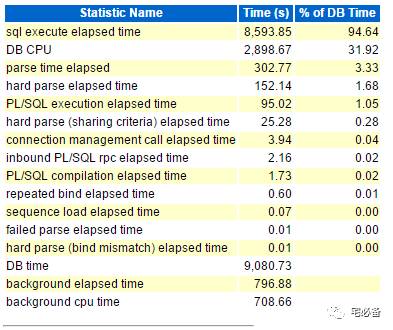 Statistic Name Time (s) % of DB Time
sql execute elapsed time 8,593.85 94.64
DB CPU 2,898.67 31.92
parse time elapsed 302.77 3.33
hard parse elapsed time 152.14 1.68
PL/SQL execution elapsed time 95.02 1.05
hard parse (sharing criteria) elapsed time 25.28 0.28
connection management call elapsed time 3.94 0.04
inbound PL/SQL rpc elapsed time 2.16 0.02
PL/SQL compilation elapsed time 1.73 0.02
repeated bind elapsed time 0.60 0.01
sequence load elapsed time 0.07 0.00
failed parse elapsed time 0.01 0.00
hard parse (bind mismatch) elapsed time 0.01 0.00
DB time 9,080.73
background elapsed time 796.88
background cpu time 708.66
宅必备